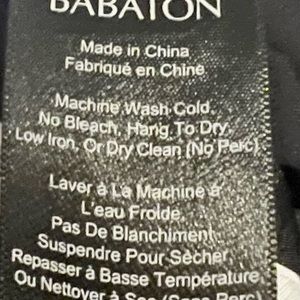 BABATON
Made in China
Fabriqué en Chine
Machine Wash Cold.
No Bleach, Hang To Dry,
Low Iron, Or Dry Clean (No Perc)
Laver à La Machine à
L'eau Froide,
Pas De Blanchiment,
Suspendre Pour Sécher,
Repasser à Basse Température,
Ou Nettoyer à Sec (Sans Perc